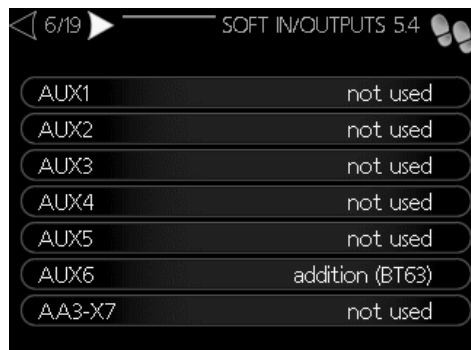 6/19 SOFT IN/OUTPUTS 5.4
AUX1 not used
AUX2 not used
AUX3 not used
AUX4 not used
AUX5 not used
AUX6 addition (BT63)
AA3-X7 not used